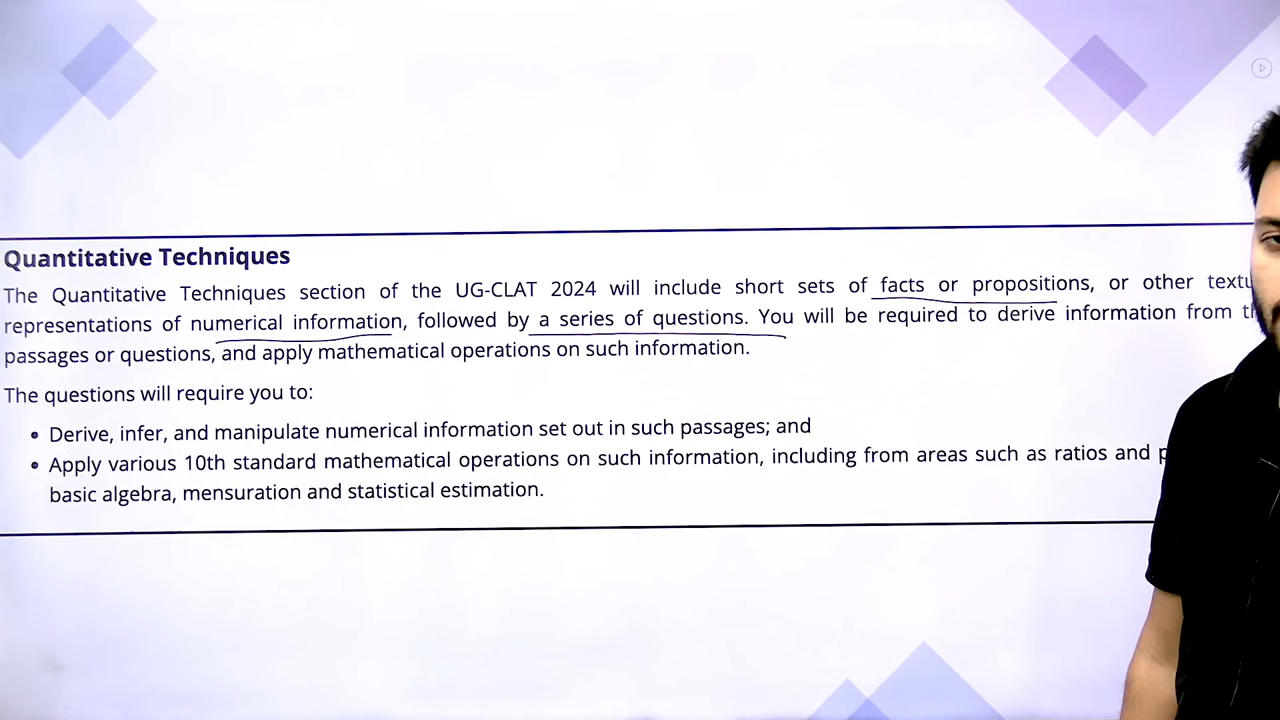 Quantitative Techniques
The Quantitative Techniques section of the UG-CLAT 2024 will include short sets of facts or propositions, or other
representations of numerical information, followed by a series of questions. You will be required to derive information from
passages or questions, and apply mathematical operations on such information.
The questions will require you to:
• Derive, infer, and manipulate numerical information set out in such passages; and
• Apply various 10th standard mathematical operations on such information, including from areas such as ratios and
basic algebra, mensuration and statistical estimation.